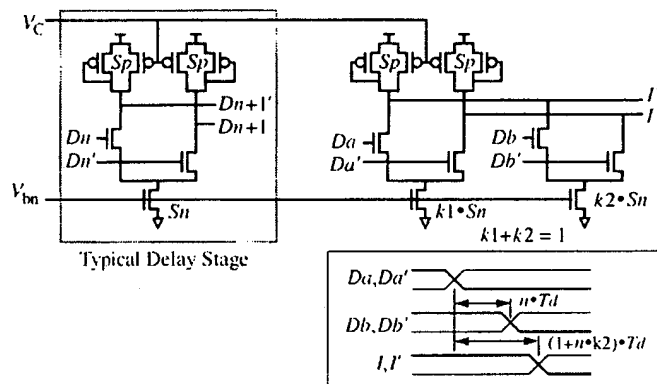 V_C
Sp Sp
Sp Sp
Dn+1'
Dn+1
Dn
Dn'
I
I
Da
Da'
Db
Db'
V_bn
Sn
k1•Sn
k2•Sn
k1+k2 = 1
Typical Delay Stage
Da,Da'
n•Td
Db,Db'
(1+n•k2)•Td
I,I'